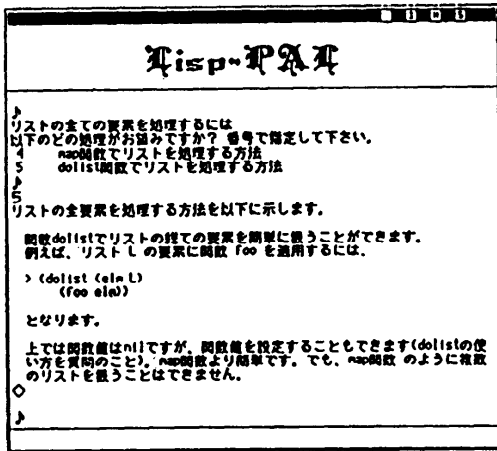 Lisp-PAL
♪
リストの全ての要素を処理するには
以下のどの処理がお望みですか? 番号で指定して下さい。
4 map関数でリストを処理する方法
5 dolist関数でリストを処理する方法
♪
5
リストの全要素を処理する方法を以下に示します。
関数dolistでリストの総ての要素を簡単に扱うことができます。
例えば、リスト L の要素に関数 foo を適用するには、
> (dolist (elm L)
(foo elm))
となります。
上では関数値はnilですが、関数値を設定することもできます(dolistの使
い方を質問のこと)。map関数より簡単です。でも、map関数 のように複数
のリストを扱うことはできません。
◇
♪